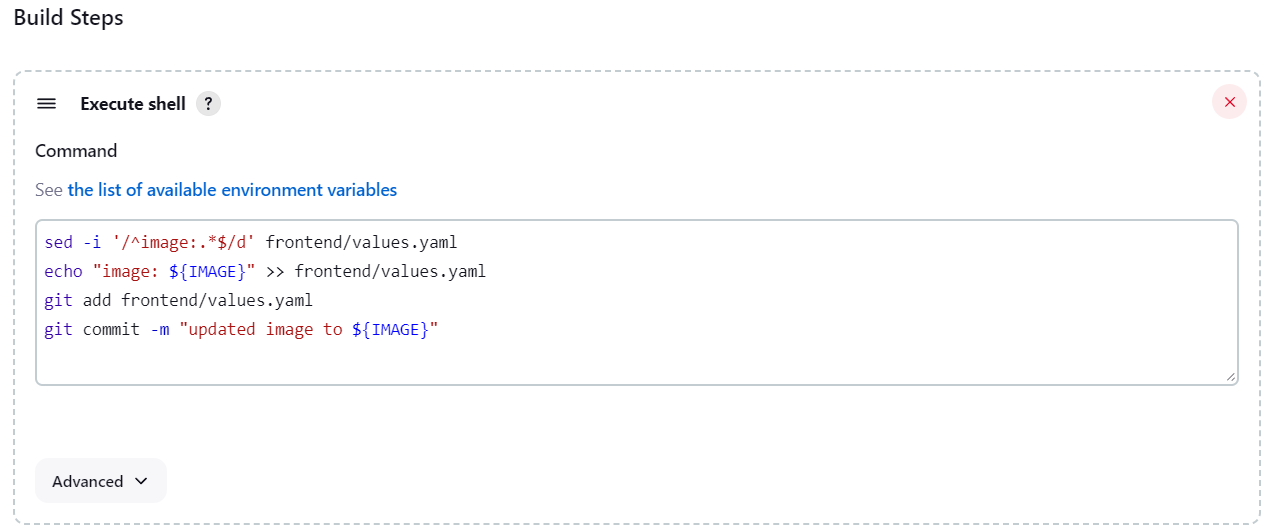 Build Steps
Execute shell ?
Command
See the list of available environment variables
sed -i '/^image:.*$/d' frontend/values.yaml
echo "image: ${IMAGE}" >> frontend/values.yaml
git add frontend/values.yaml
git commit -m "updated image to ${IMAGE}"
Advanced